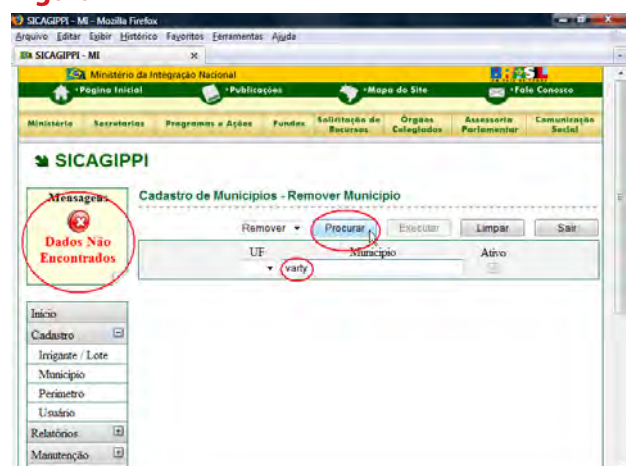 SICAGIPPI - MI - Mozilla Firefox
Arquivo Editar Exibir Histórico Favoritos Ferramentas Ajuda
SICAGIPPI - MI
Ministério da Integração Nacional
Página Inicial
Publicações
Mapa do Site
Fale Conosco
Ministério
Secretarias
Programas e Ações
Fundos
Solicitação de Recursos
Órgãos Colegiados
Assessoria Parlamentar
Comunicação Social
SICAGIPPI
Mensagens
Dados Não
Encontrados
Cadastro de Municípios - Remover Município
Remover
Procurar
Executar
Limpar
Sair
UF
Município
Ativo
varty
Início
Cadastro
Irrigante / Lote
Município
Perímetro
Usuário
Relatórios
Manutenção